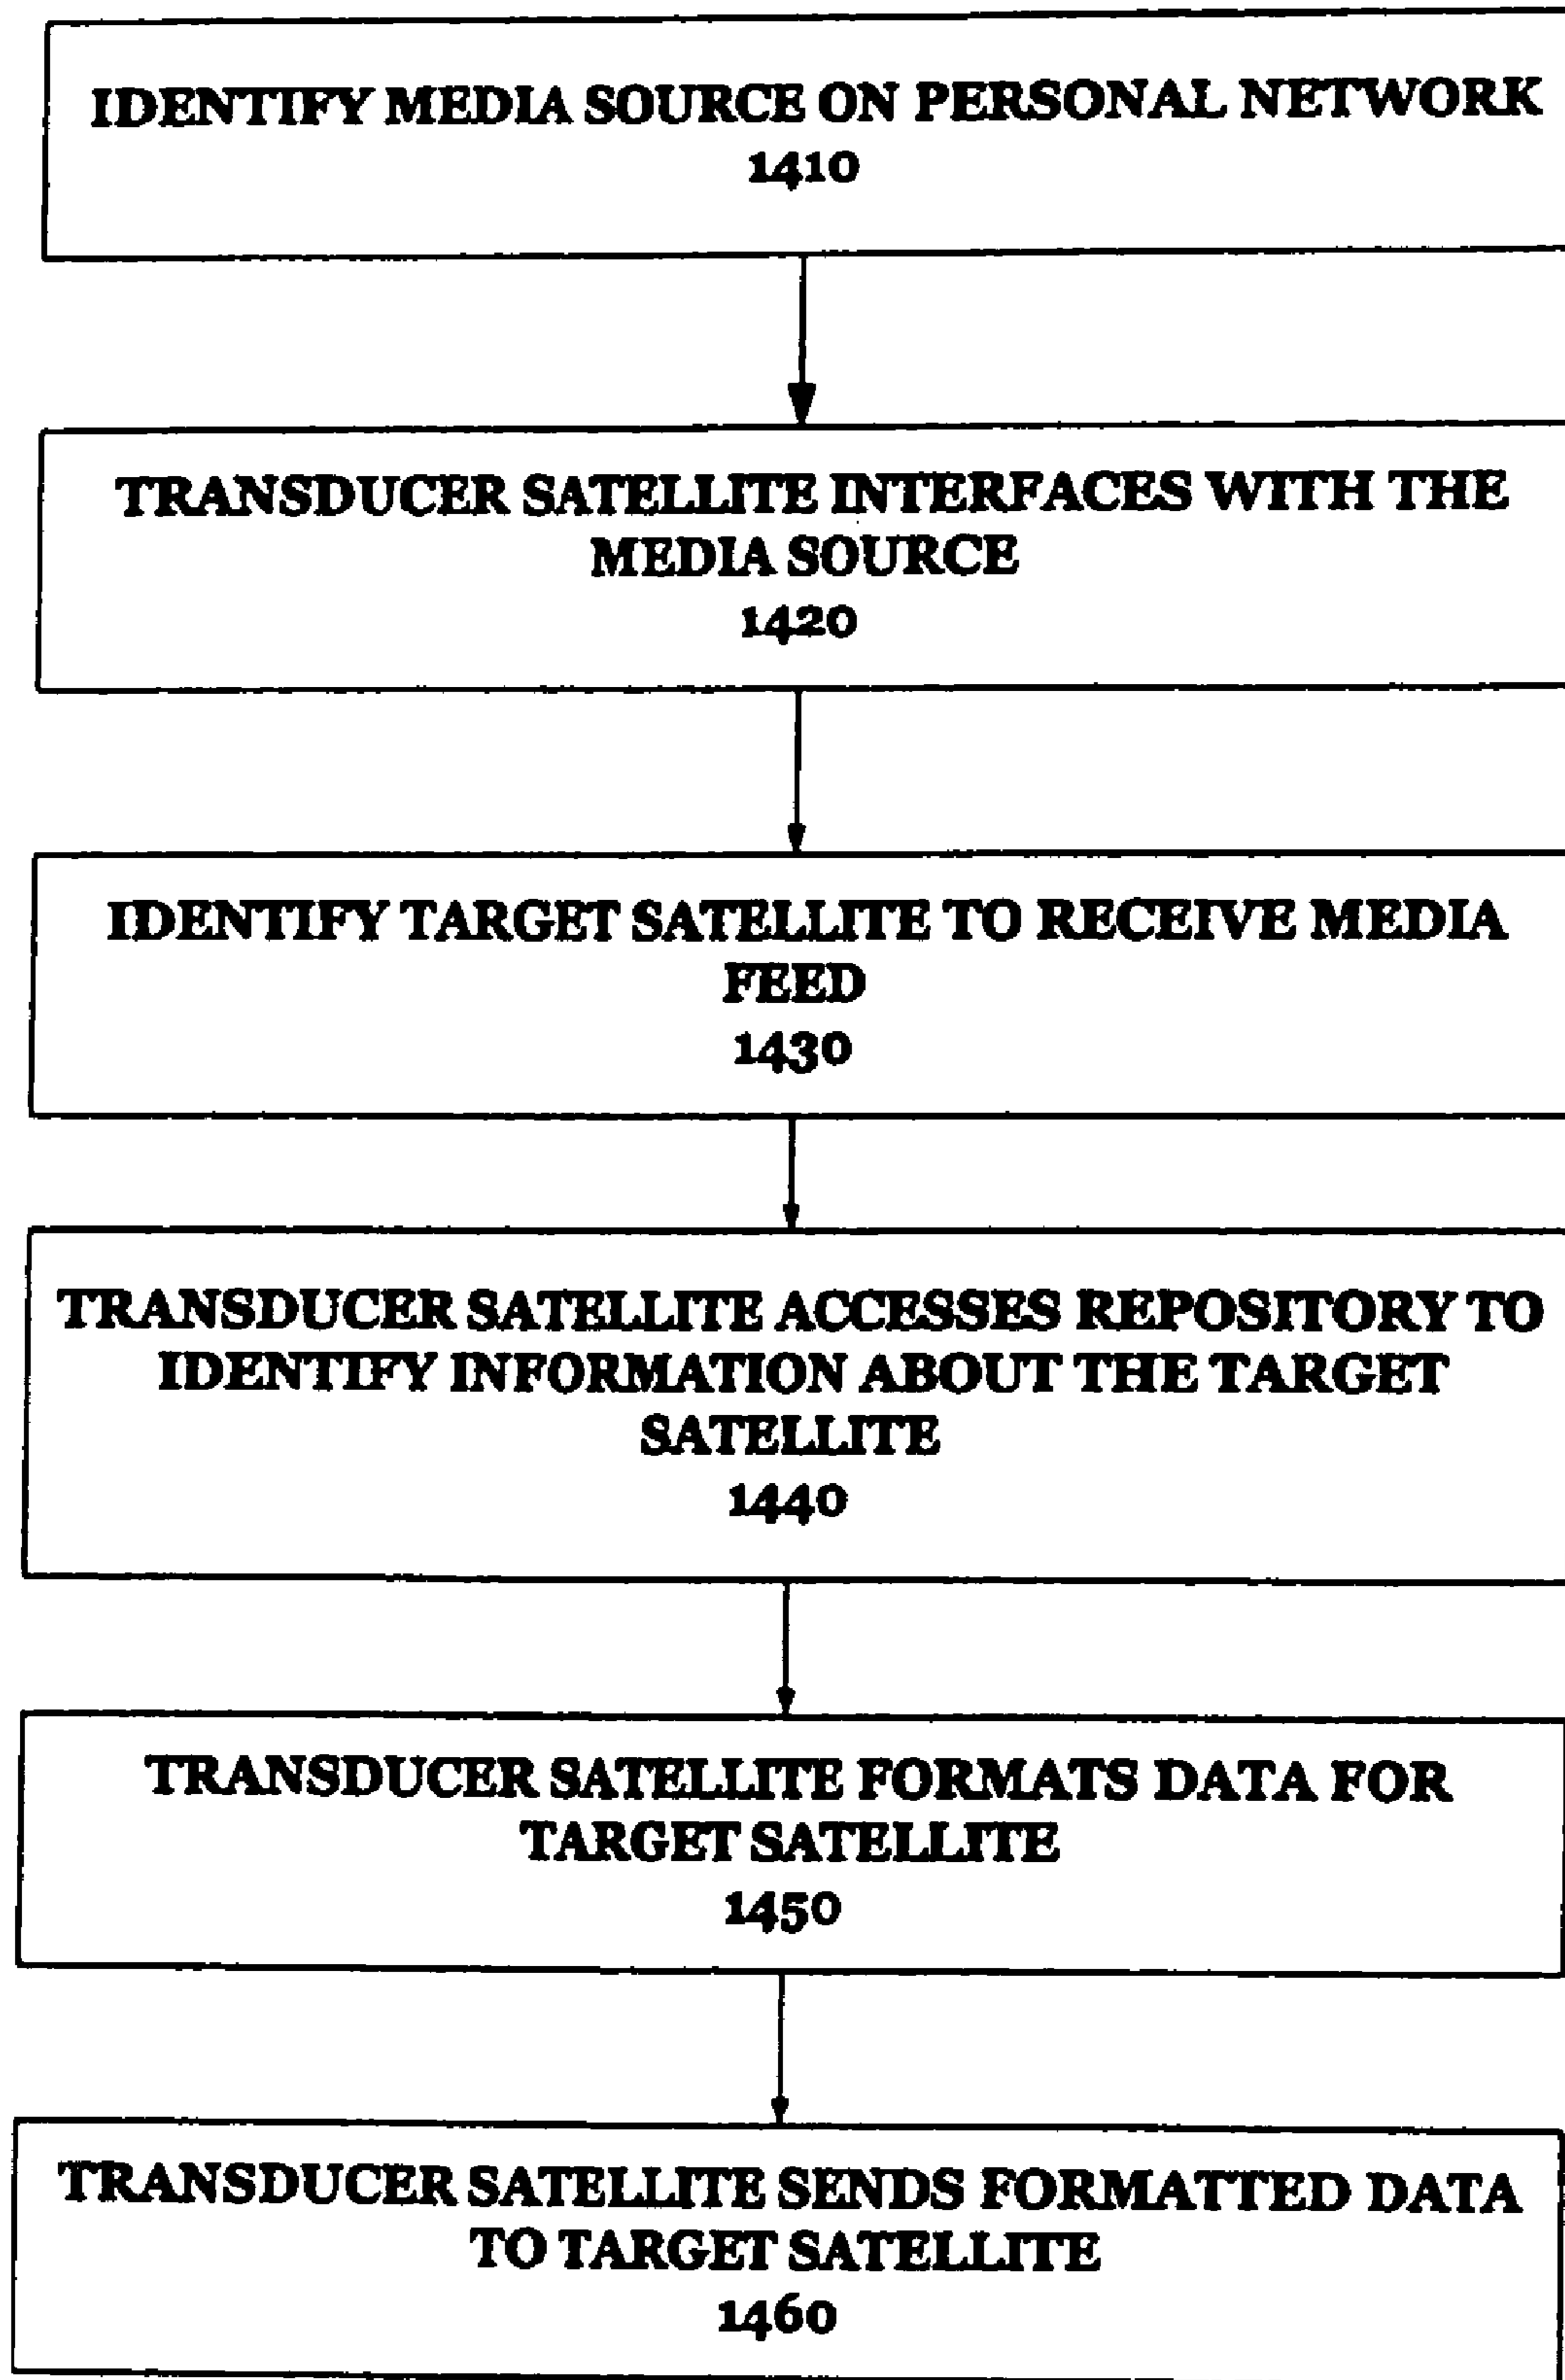 IDENTIFY MEDIA SOURCE ON PERSONAL NETWORK
1410
TRANSDUCER SATELLITE INTERFACES WITH THE
MEDIA SOURCE
1420
IDENTIFY TARGET SATELLITE TO RECEIVE MEDIA
FEED
1430
TRANSDUCER SATELLITE ACCESSES REPOSITORY TO
IDENTIFY INFORMATION ABOUT THE TARGET
SATELLITE
1440
TRANSDUCER SATELLITE FORMATS DATA FOR
TARGET SATELLITE
1450
TRANSDUCER SATELLITE SENDS FORMATTED DATA
TO TARGET SATELLITE
1460